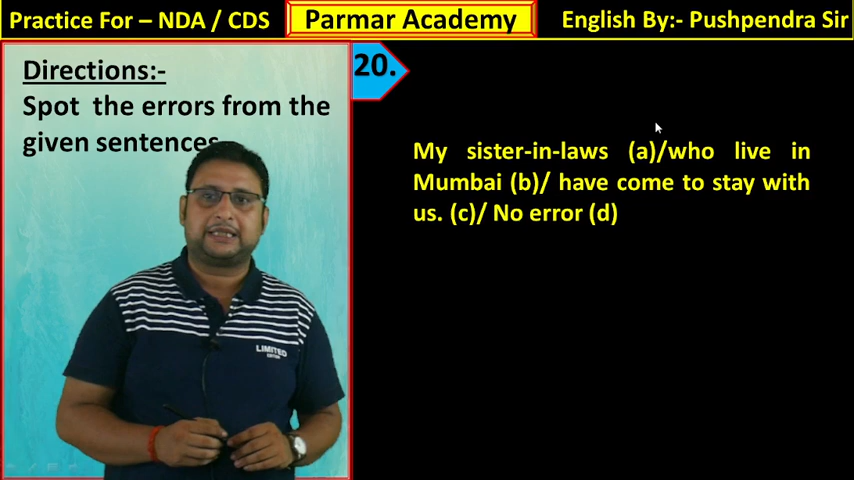 Practice For – NDA / CDS
Parmar Academy
English By:- Pushpendra Sir
Directions:-
Spot the errors from the
given sentences
20.
My sister-in-laws (a)/who live in
Mumbai (b)/ have come to stay with
us. (c)/ No error (d)
LIMITED
EDITION